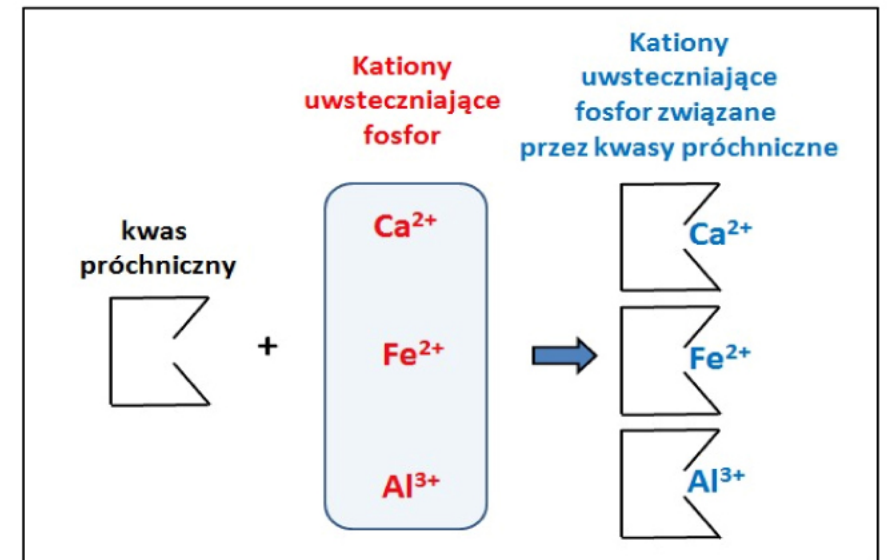 kwas
próchniczny
+
Kationy
uwsteczniające
fosfor
Ca²⁺
Fe²⁺
Al³⁺
Kationy
uwsteczniające
fosfor związane
przez kwasy próchniczne
Ca²⁺
Fe²⁺
Al³⁺